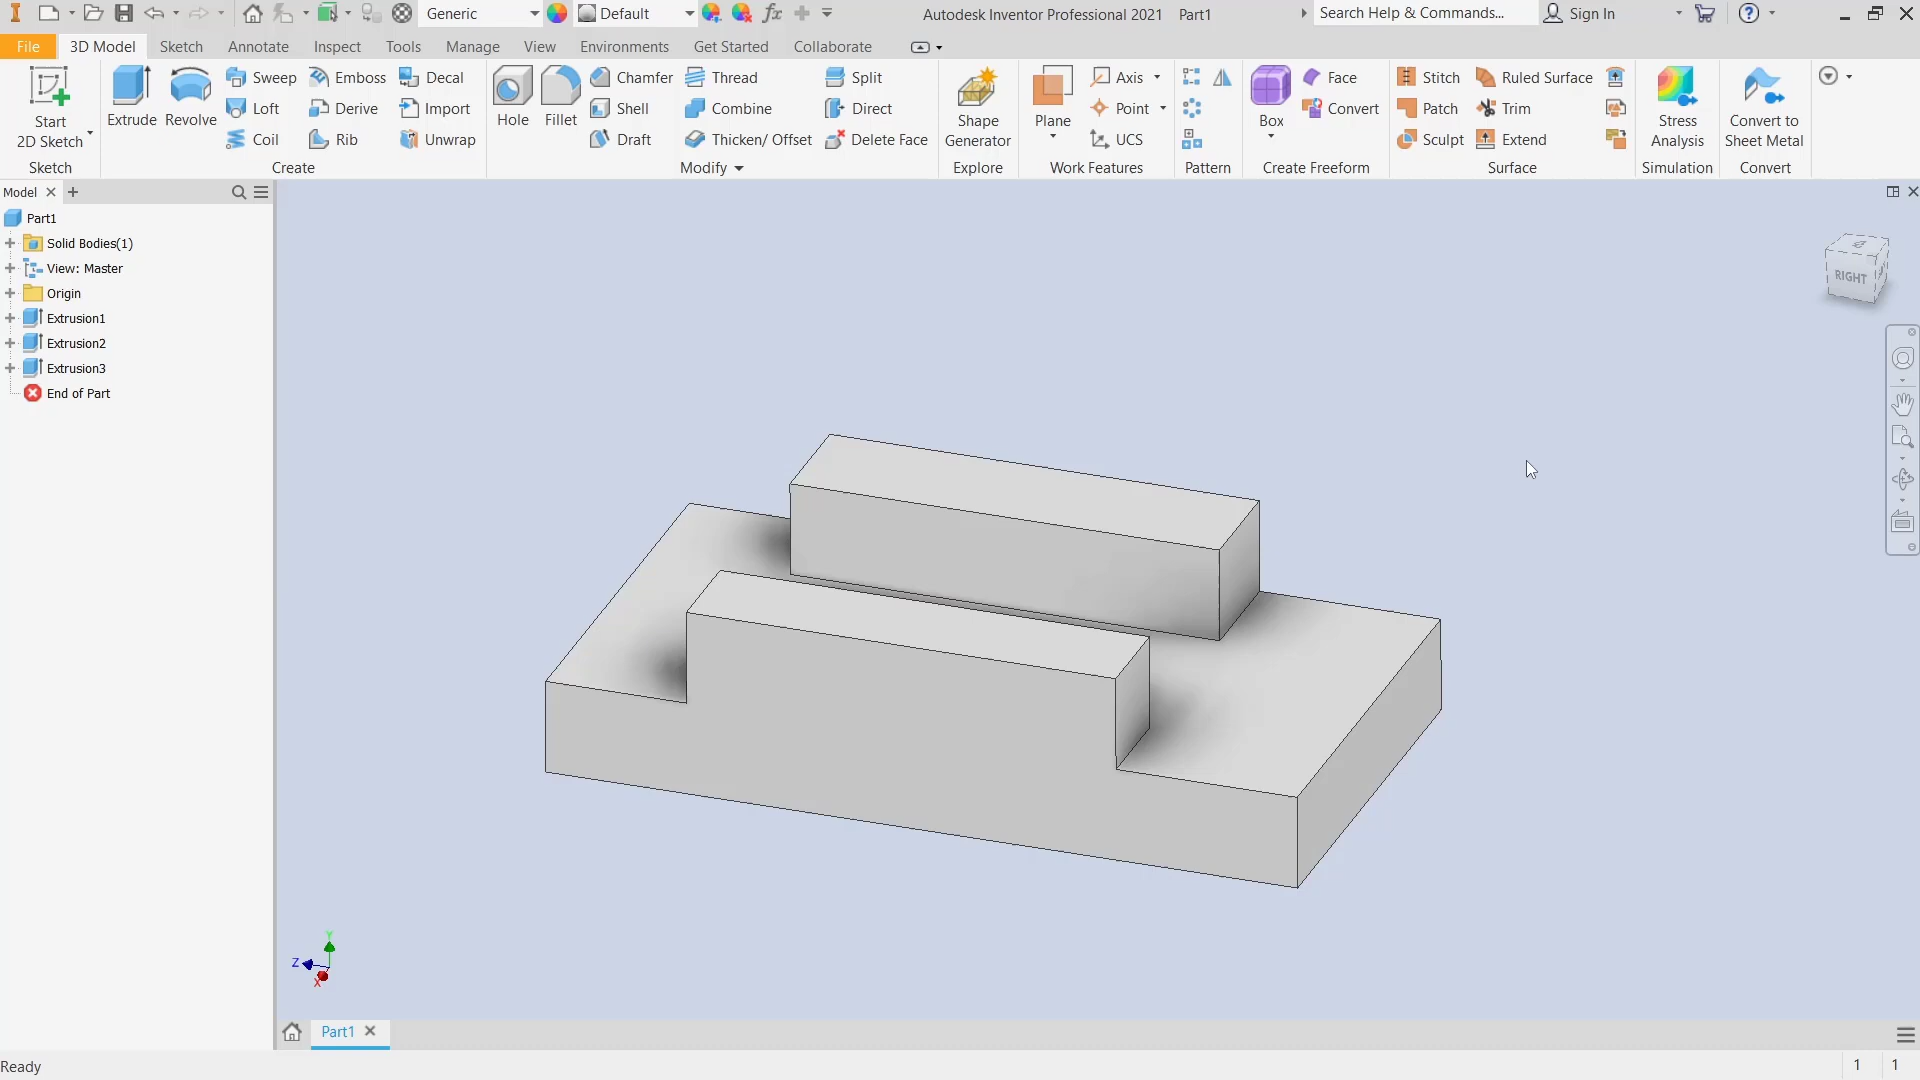 Generic
Default
fx
Autodesk Inventor Professional 2021 Part1
Search Help & Commands...
Sign In
File
3D Model
Sketch
Annotate
Inspect
Tools
Manage
View
Environments
Get Started
Collaborate
Start
2D Sketch
Sketch
Extrude
Revolve
Sweep
Loft
Coil
Emboss
Derive
Rib
Decal
Import
Unwrap
Create
Hole
Fillet
Chamfer
Shell
Draft
Thread
Combine
Thicken/ Offset
Split
Direct
Delete Face
Modify
Shape
Generator
Explore
Plane
Axis
Point
UCS
Work Features
Pattern
Box
Face
Convert
Create Freeform
Stitch
Patch
Sculpt
Ruled Surface
Trim
Extend
Surface
Stress
Analysis
Simulation
Convert to
Sheet Metal
Convert
Model
Part1
Solid Bodies(1)
View: Master
Origin
Extrusion1
Extrusion2
Extrusion3
End of Part
RIGHT
Y
Z
X
Part1
Ready
1
1